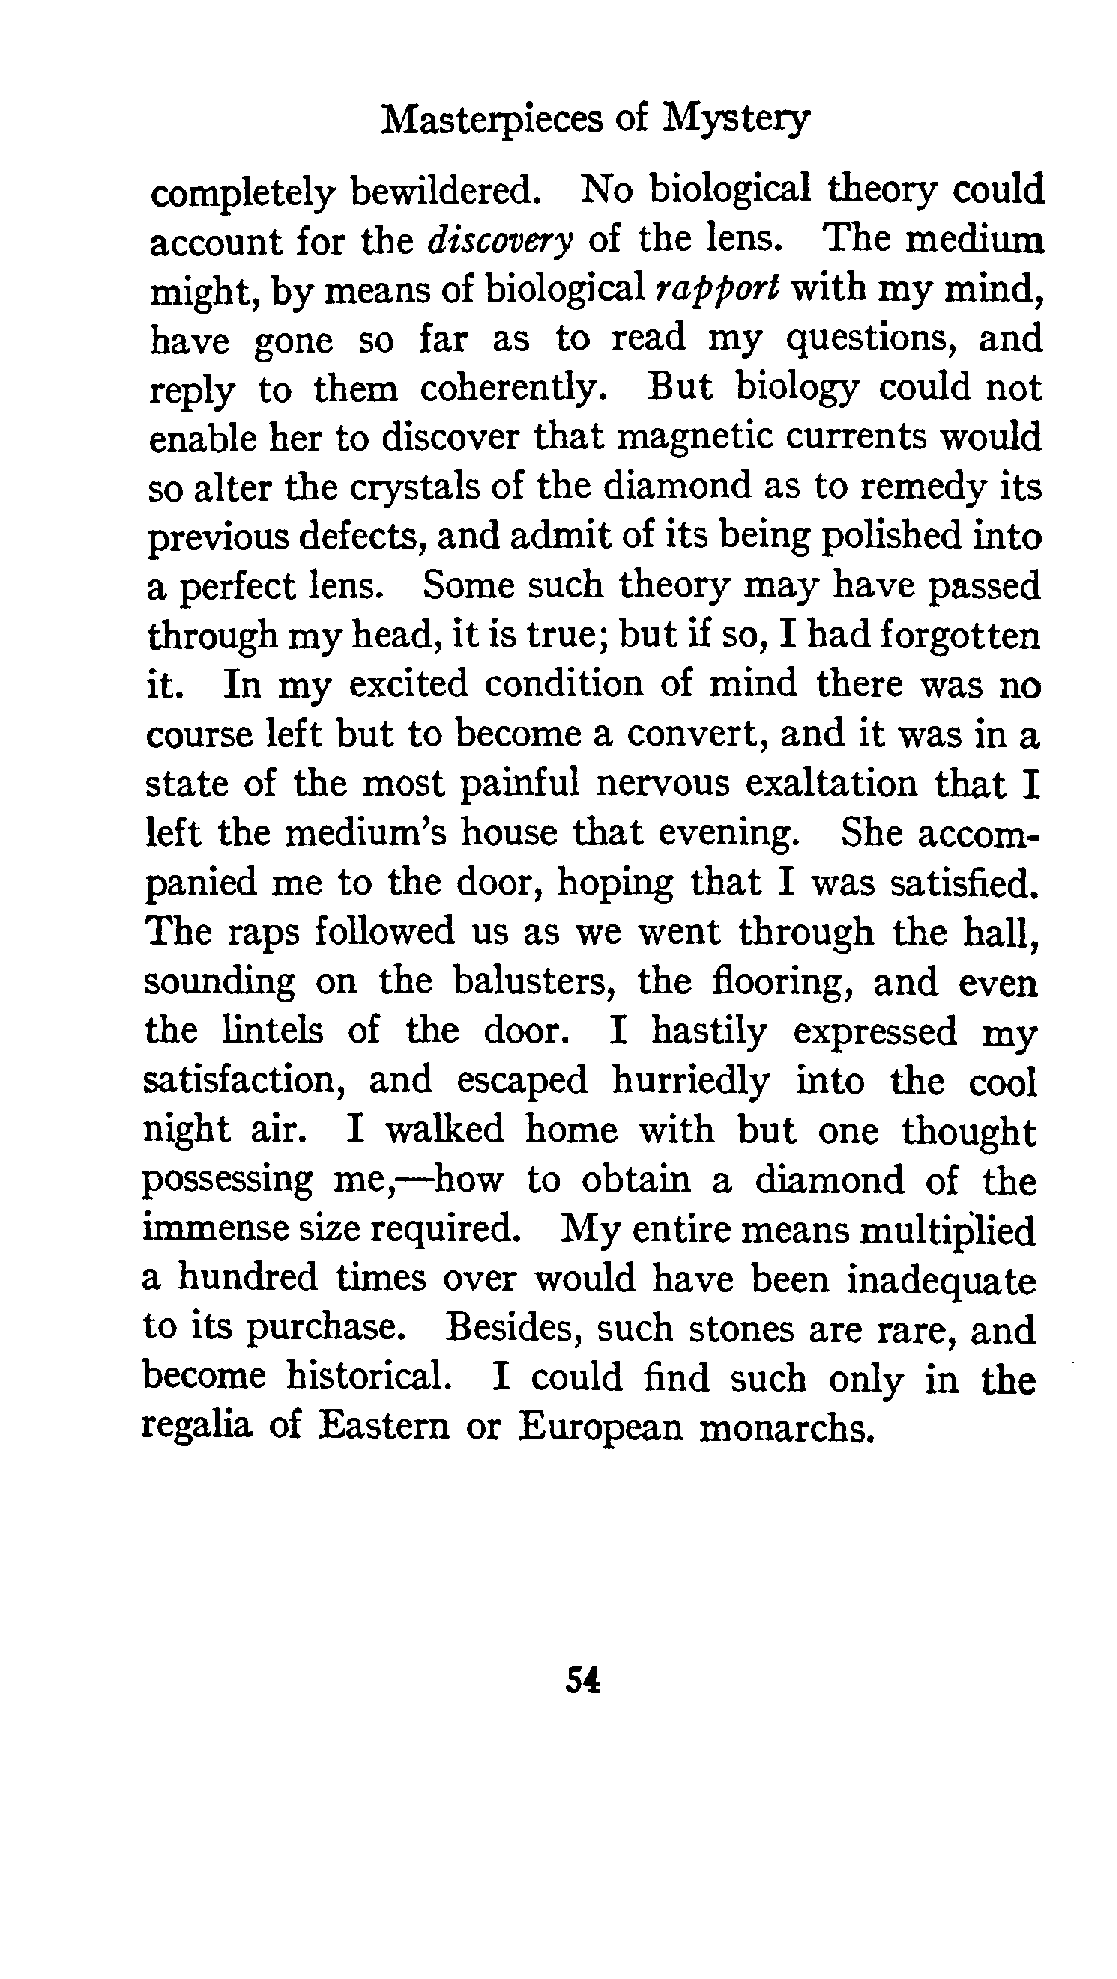 Masterpieces of Mystery
completely bewildered. No biological theory could
account for the discovery of the lens. The medium
might, by means of biological rapport with my mind,
have gone so far as to read my questions, and
reply to them coherently. But biology could not
enable her to discover that magnetic currents would
so alter the crystals of the diamond as to remedy its
previous defects, and admit of its being polished into
a perfect lens. Some such theory may have passed
through my head, it is true; but if so, I had forgotten
it. In my excited condition of mind there was no
course left but to become a convert, and it was in a
state of the most painful nervous exaltation that I
left the medium's house that evening. She accom-
panied me to the door, hoping that I was satisfied.
The raps followed us as we went through the hall,
sounding on the balusters, the flooring, and even
the lintels of the door. I hastily expressed my
satisfaction, and escaped hurriedly into the cool
night air. I walked home with but one thought
possessing me,—how to obtain a diamond of the
immense size required. My entire means multiplied
a hundred times over would have been inadequate
to its purchase. Besides, such stones are rare, and
become historical. I could find such only in the
regalia of Eastern or European monarchs.
54